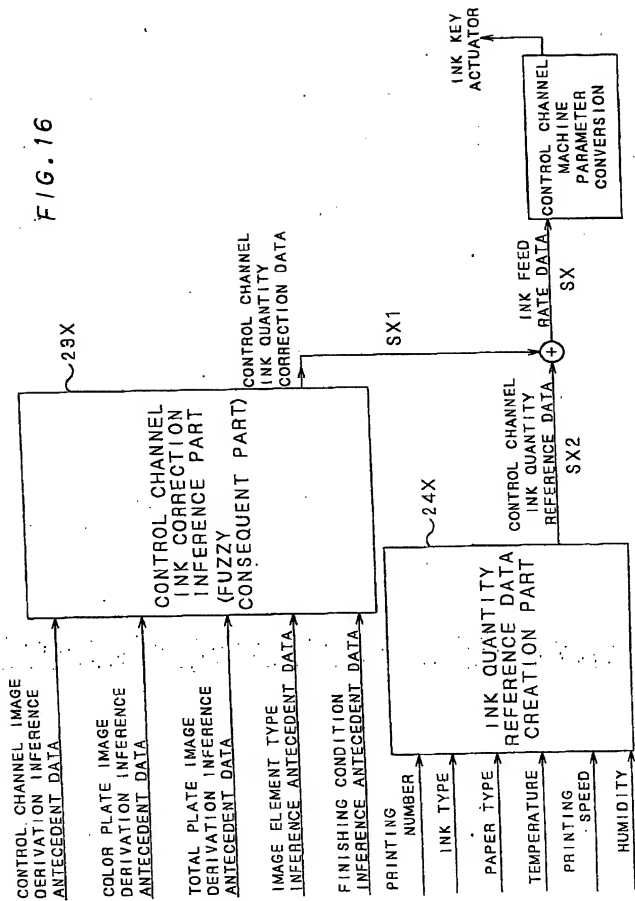 FIG. 16
CONTROL CHANNEL IMAGE
DERIVATION INFERENCE
ANTECEDENT DATA
COLOR PLATE IMAGE
DERIVATION INFERENCE
ANTECEDENT DATA
TOTAL PLATE IMAGE
DERIVATION INFERENCE
ANTECEDENT DATA
IMAGE ELEMENT TYPE
INFERENCE ANTECEDENT DATA
FINISHING CONDITION
INFERENCE ANTECEDENT DATA
23X
CONTROL CHANNEL
INK CORRECTION
INFERENCE PART
(FUZZY
CONSEQUENT PART)
CONTROL CHANNEL
INK QUANTITY
CORRECTION DATA
SX1
PRINTING
NUMBER
INK TYPE
PAPER TYPE
TEMPERATURE
PRINTING
SPEED
HUMIDITY
24X
INK QUANTITY
REFERENCE DATA
CREATION PART
CONTROL CHANNEL
INK QUANTITY
REFERENCE DATA
SX2
+
INK FEED
RATE DATA
SX
CONTROL CHANNEL
MACHINE
PARAMETER
CONVERSION
INK KEY
ACTUATOR